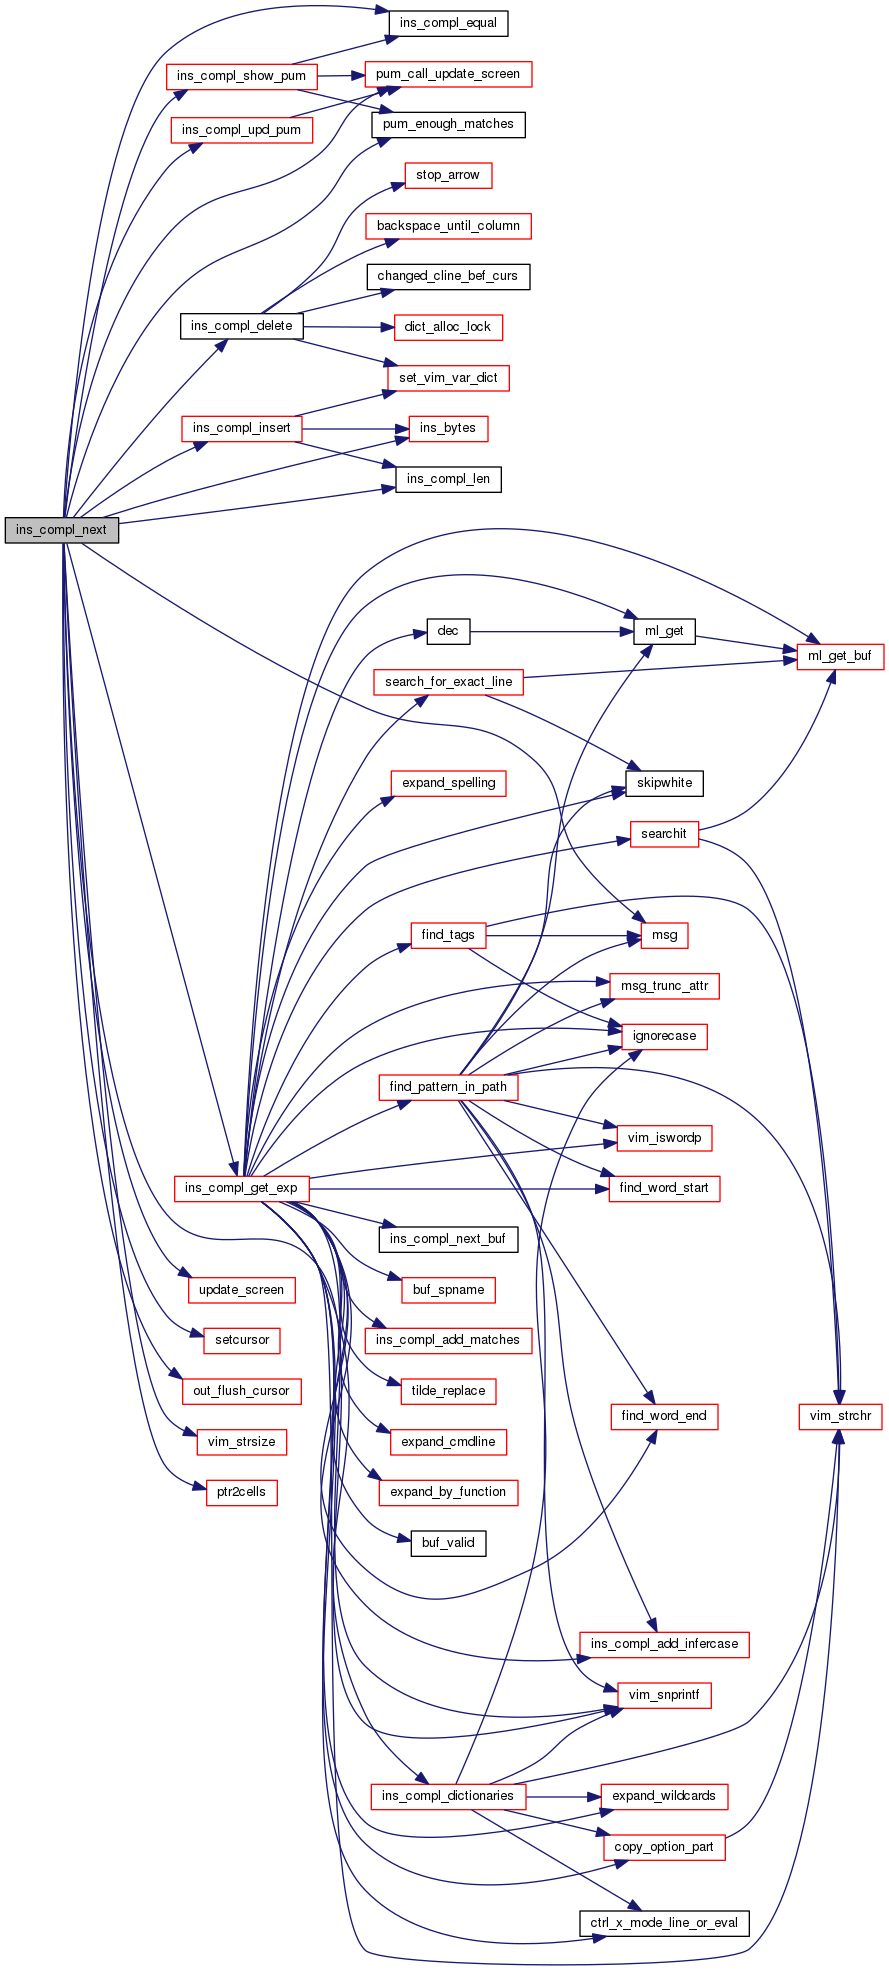 ins_compl_equal
ins_compl_show_pum
pum_call_update_screen
ins_compl_upd_pum
pum_enough_matches
stop_arrow
backspace_until_column
changed_cline_bef_curs
ins_compl_delete
dict_alloc_lock
set_vim_var_dict
ins_compl_insert
ins_bytes
ins_compl_len
ins_compl_next
dec
ml_get
ml_get_buf
search_for_exact_line
expand_spelling
skipwhite
searchit
find_tags
msg
msg_trunc_attr
ignorecase
find_pattern_in_path
vim_iswordp
ins_compl_get_exp
find_word_start
ins_compl_next_buf
update_screen
buf_spname
setcursor
ins_compl_add_matches
out_flush_cursor
tilde_replace
find_word_end
vim_strchr
vim_strsize
expand_cmdline
ptr2cells
expand_by_function
buf_valid
ins_compl_add_infercase
vim_snprintf
ins_compl_dictionaries
expand_wildcards
copy_option_part
ctrl_x_mode_line_or_eval